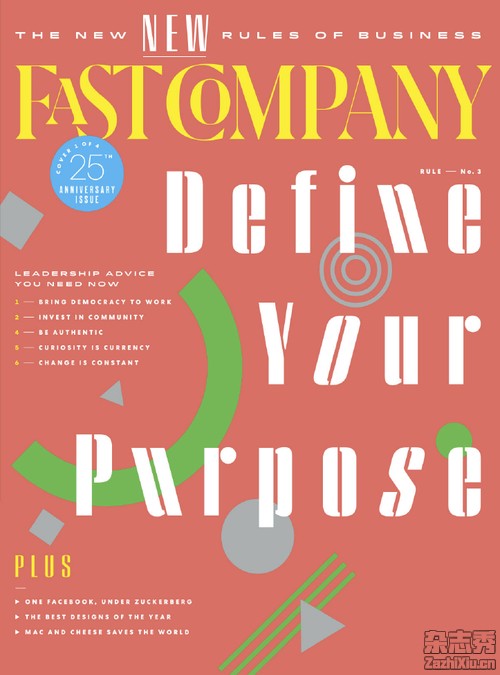 THE NEW NEW RULES OF BUSINESS
FAST COMPANY
COVER 1 OF 4
25TH
ANNIVERSARY
ISSUE
RULE — No. 3
Define
Your
Purpose
LEADERSHIP ADVICE
YOU NEED NOW
1 — BRING DEMOCRACY TO WORK
2 — INVEST IN COMMUNITY
4 — BE AUTHENTIC
5 — CURIOSITY IS CURRENCY
6 — CHANGE IS CONSTANT
PLUS
▸ ONE FACEBOOK, UNDER ZUCKERBERG
▸ THE BEST DESIGNS OF THE YEAR
▸ MAC AND CHEESE SAVES THE WORLD
杂志秀
ZazhiXiu.cn